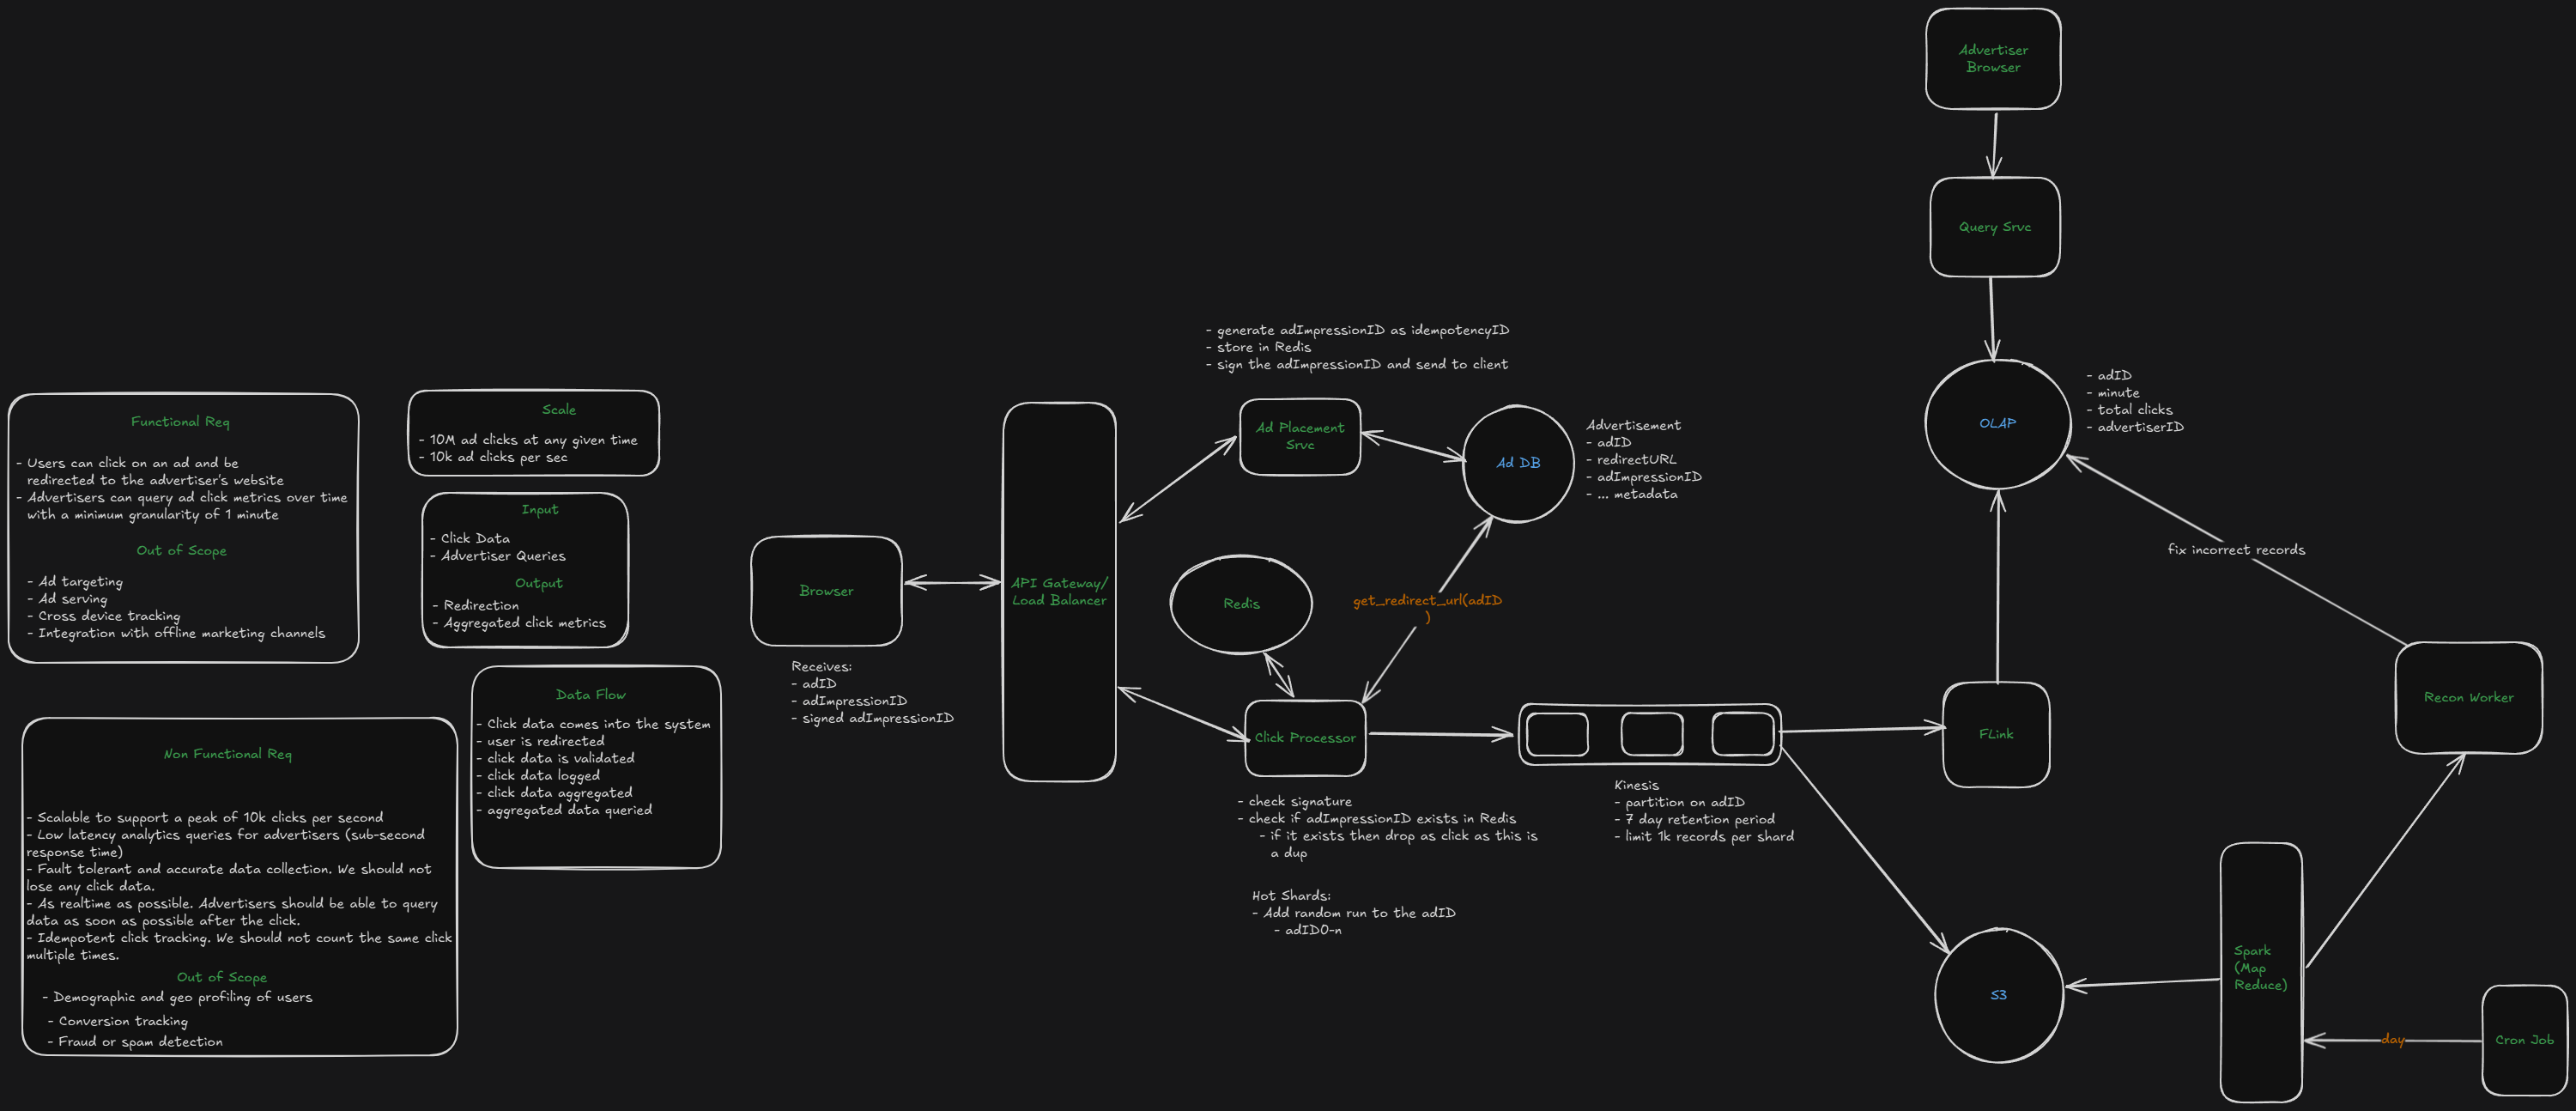 Advertiser
Browser
Query Srvc
OLAP
- adID
- minute
- total clicks
- advertiserID
Functional Req
- Users can click on an ad and be
redirected to the advertiser's website
- Advertisers can query ad click metrics over time
with a minimum granularity of 1 minute
Out of Scope
- Ad targeting
- Ad serving
- Cross device tracking
- Integration with offline marketing channels
Scale
- 10M ad clicks at any given time
- 10k ad clicks per sec
Input
- Click Data
- Advertiser Queries
Output
- Redirection
- Aggregated click metrics
Data Flow
- Click data comes into the system
- user is redirected
- click data is validated
- click data logged
- click data aggregated
- aggregated data queried
Non Functional Req
- Scalable to support a peak of 10k clicks per second
- Low latency analytics queries for advertisers (sub-second
response time)
- Fault tolerant and accurate data collection. We should not
lose any click data.
- As realtime as possible. Advertisers should be able to query
data as soon as possible after the click.
- Idempotent click tracking. We should not count the same click
multiple times.
Out of Scope
- Demographic and geo profiling of users
- Conversion tracking
- Fraud or spam detection
Browser
Receives:
- adID
- adImpressionID
- signed adImpressionID
API Gateway/
Load Balancer
- generate adImpressionID as idempotencyID
- store in Redis
- sign the adImpressionID and send to client
Ad Placement
Srvc
Ad DB
Advertisement
- adID
- redirectURL
- adImpressionID
- ... metadata
Redis
get_redirect_url(adID
)
Click Processor
- check signature
- check if adImpressionID exists in Redis
- if it exists then drop as click as this is
a dup
Hot Shards:
- Add random run to the adID
- adID0-n
Kinesis
- partition on adID
- 7 day retention period
- limit 1k records per shard
FLink
fix incorrect records
Recon Worker
S3
Spark
(Map
Reduce)
day
Cron Job